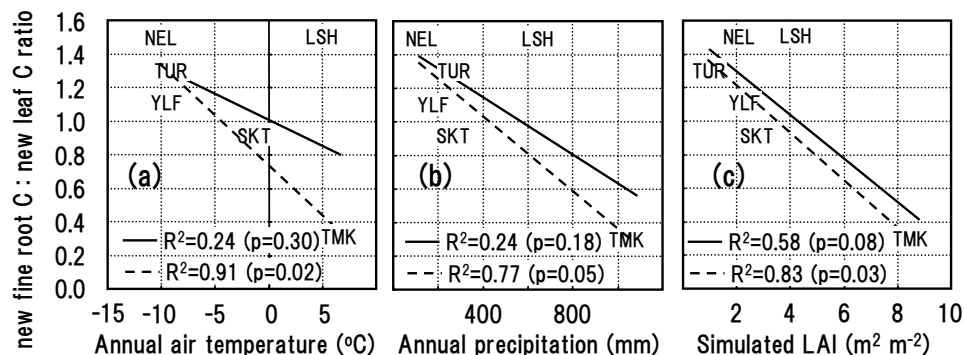 new fine root C : new leaf C ratio
1.6
1.4
1.2
1.0
0.8
0.6
0.4
0.2
0.0
NEL LSH
TUR
YLF
SKT
(a)
TMK
R²=0.24 (p=0.30)
R²=0.91 (p=0.02)
-15 -10 -5 0 5
Annual air temperature (ºC)
NEL LSH
TUR
YLF
SKT
(b)
TMK
R²=0.24 (p=0.18)
R²=0.77 (p=0.05)
400 800
Annual precipitation (mm)
NEL LSH
TUR
YLF
SKT
(c)
TMK
R²=0.58 (p=0.08)
R²=0.83 (p=0.03)
2 4 6 8 10
Simulated LAI (m² m⁻²)